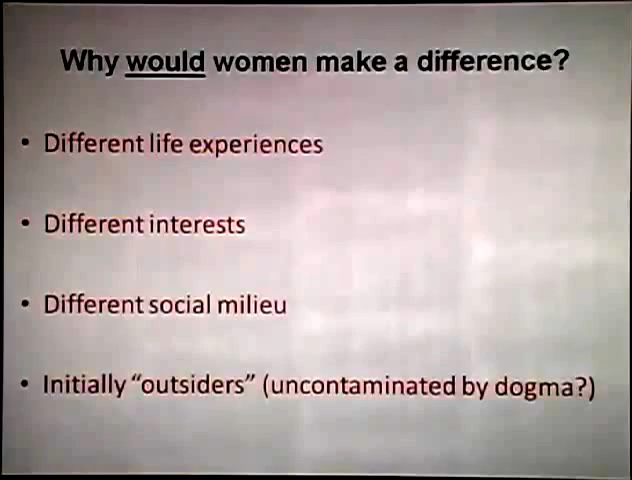 Why would women make a difference?
• Different life experiences
• Different interests
• Different social milieu
• Initially “outsiders” (uncontaminated by dogma?)